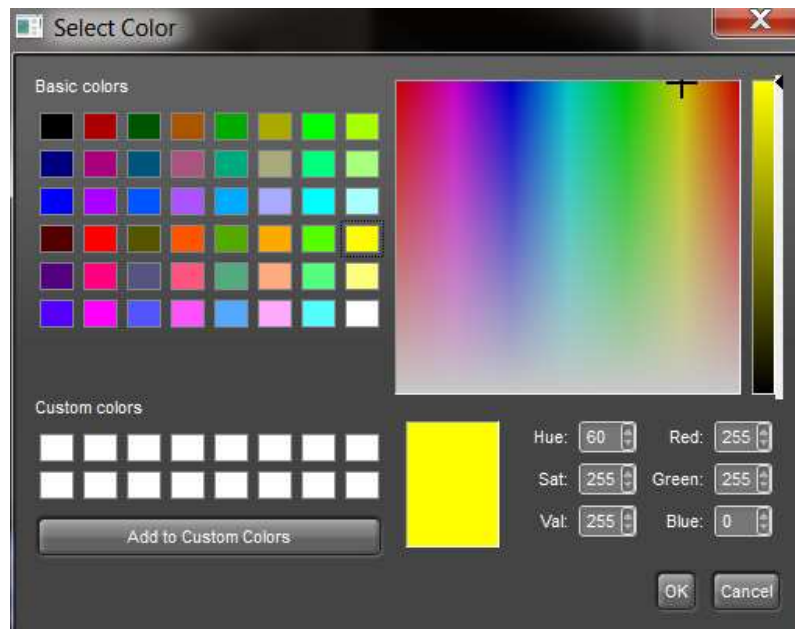 Select Color
Basic colors
Custom colors
Add to Custom Colors
Hue: 60 Red: 255
Sat: 255 Green: 255
Val: 255 Blue: 0
OK Cancel